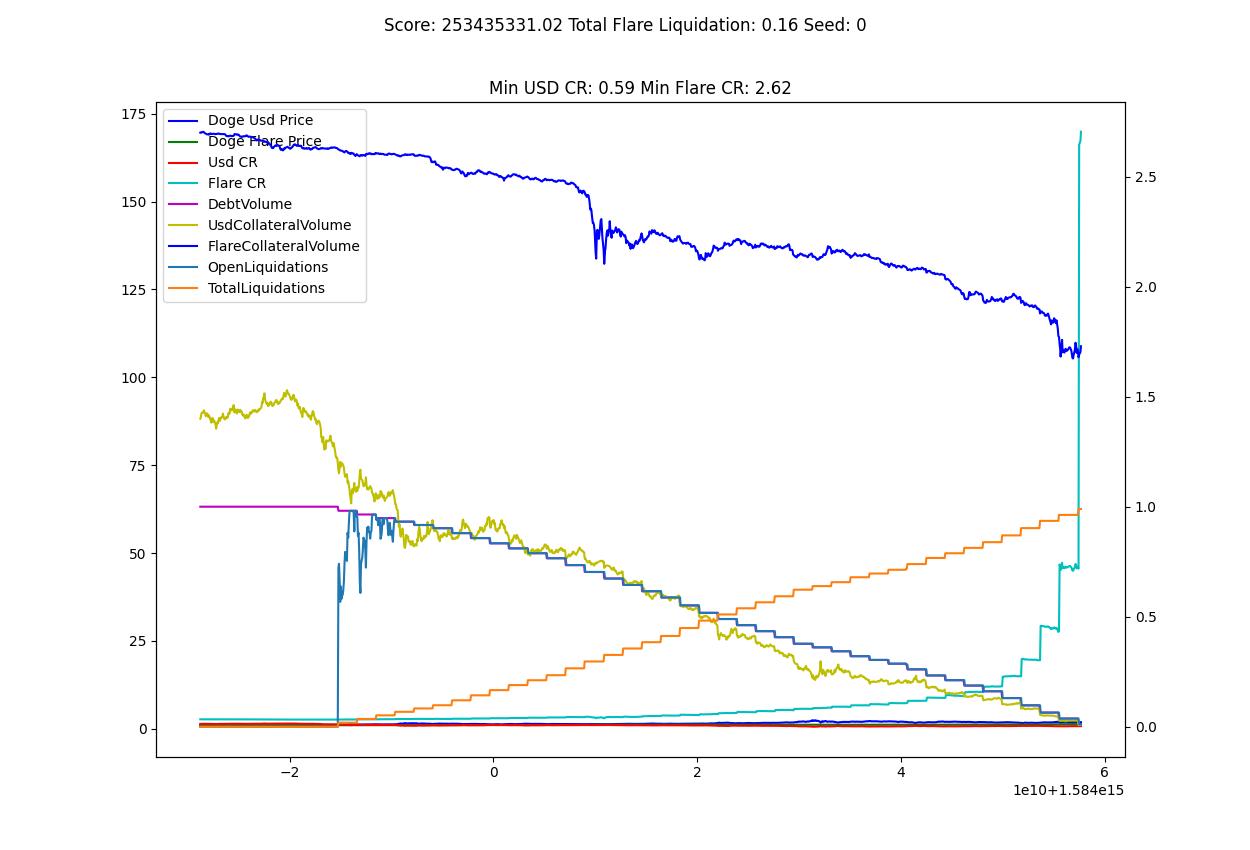 Score: 253435331.02 Total Flare Liquidation: 0.16 Seed: 0
Min USD CR: 0.59 Min Flare CR: 2.62
Doge Usd Price
Doge Flare Price
Usd CR
Flare CR
DebtVolume
UsdCollateralVolume
FlareCollateralVolume
OpenLiquidations
TotalLiquidations
175
150
125
100
75
50
25
0
2.5
2.0
1.5
1.0
0.5
0.0
−2
0
2
4
6
1e10+1.584e15